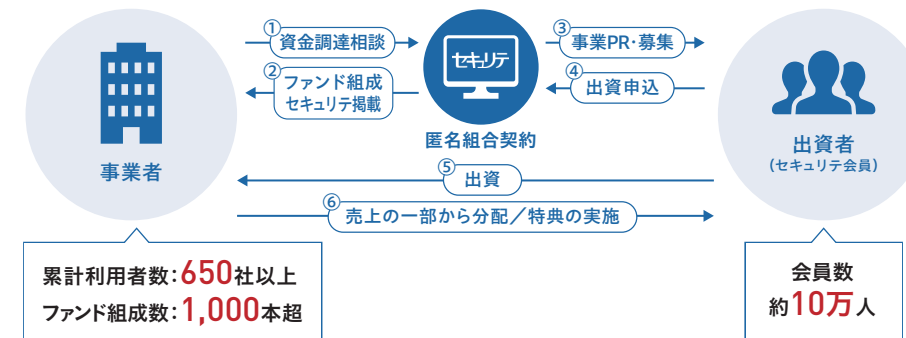 ①
資金調達相談
②
ファンド組成
セキュリテ掲載
セキュリテ
匿名組合契約
③
事業PR・募集
④
出資申込
事業者
出資者
(セキュリテ会員)
⑤
出資
⑥
売上の一部から分配／特典の実施
累計利用者数：650社以上
ファンド組成数：1,000本超
会員数
約10万人